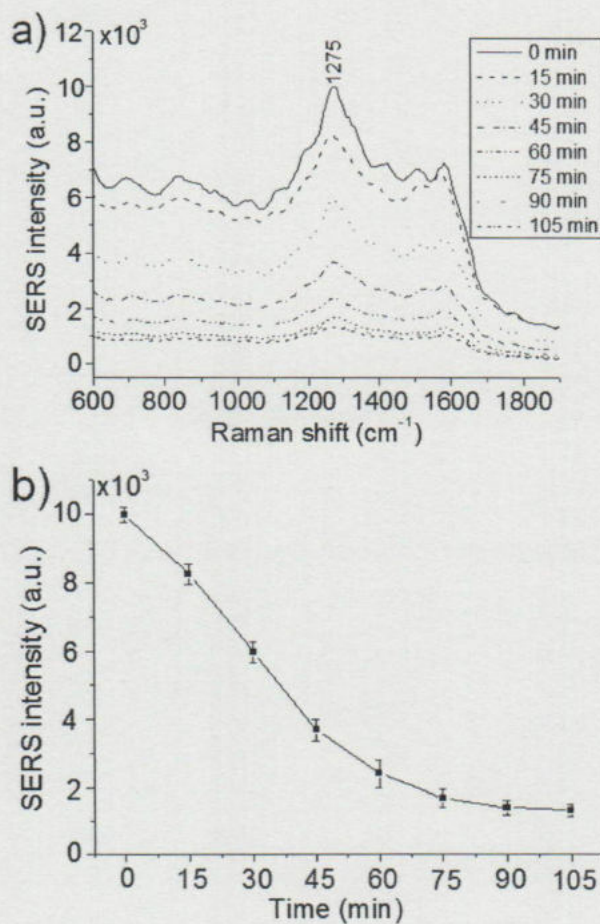 a)
x10³
12
10
8
6
4
2
0
SERS intensity (a.u.)
1275
0 min
15 min
30 min
45 min
60 min
75 min
90 min
105 min
600 800 1000 1200 1400 1600 1800
Raman shift (cm⁻¹)
b)
x10³
10
8
6
4
2
0
SERS intensity (a.u.)
0 15 30 45 60 75 90 105
Time (min)